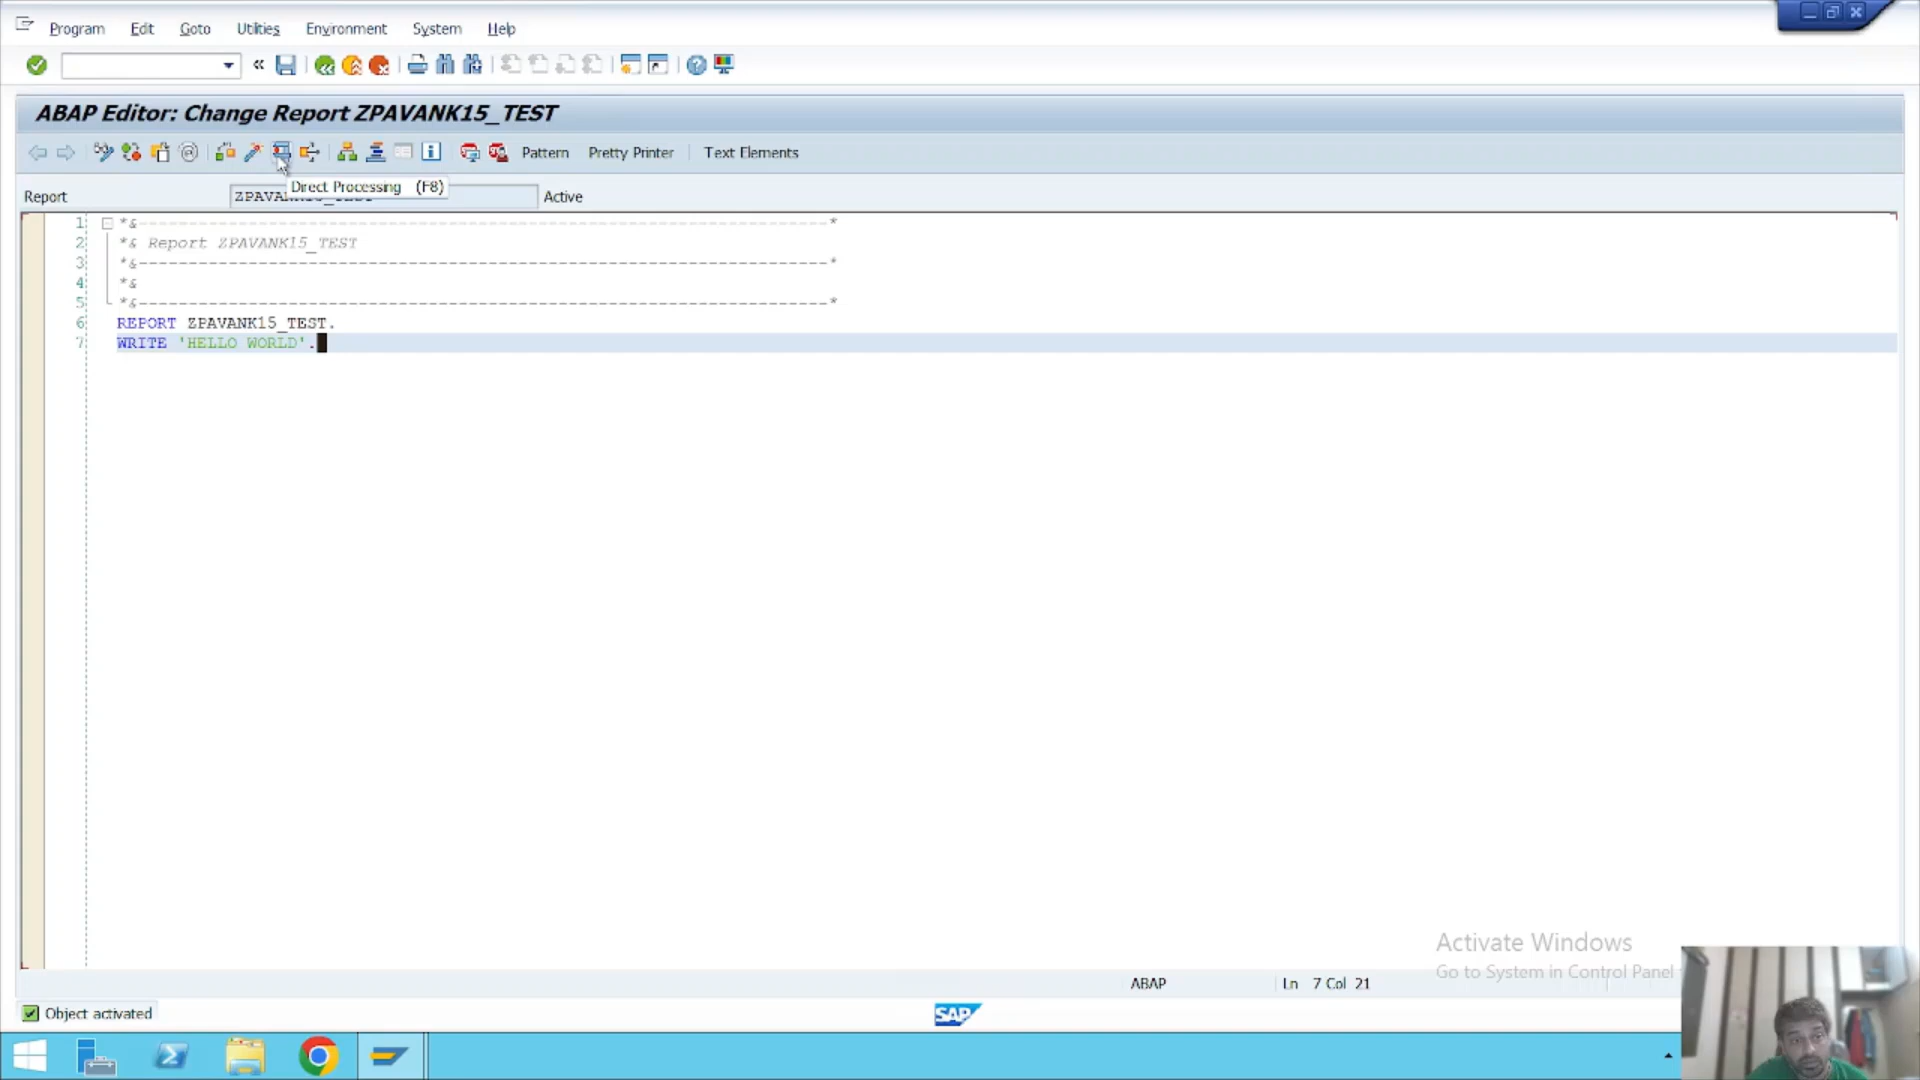 Program Edit Goto Utilities Environment System Help
«
ABAP Editor: Change Report ZPAVANK15_TEST
Pattern Pretty Printer Text Elements
Direct Processing (F8)
Report Active
1 *&---------------------------------------------------------------------*
2 *& Report ZPAVANK15_TEST
3 *&---------------------------------------------------------------------*
4 *&
5 *&---------------------------------------------------------------------*
6 REPORT ZPAVANK15_TEST.
7 WRITE 'HELLO WORLD'.
Activate Windows
Go to System in Control Panel
ABAP Ln 7 Col 21
Object activated
SAP